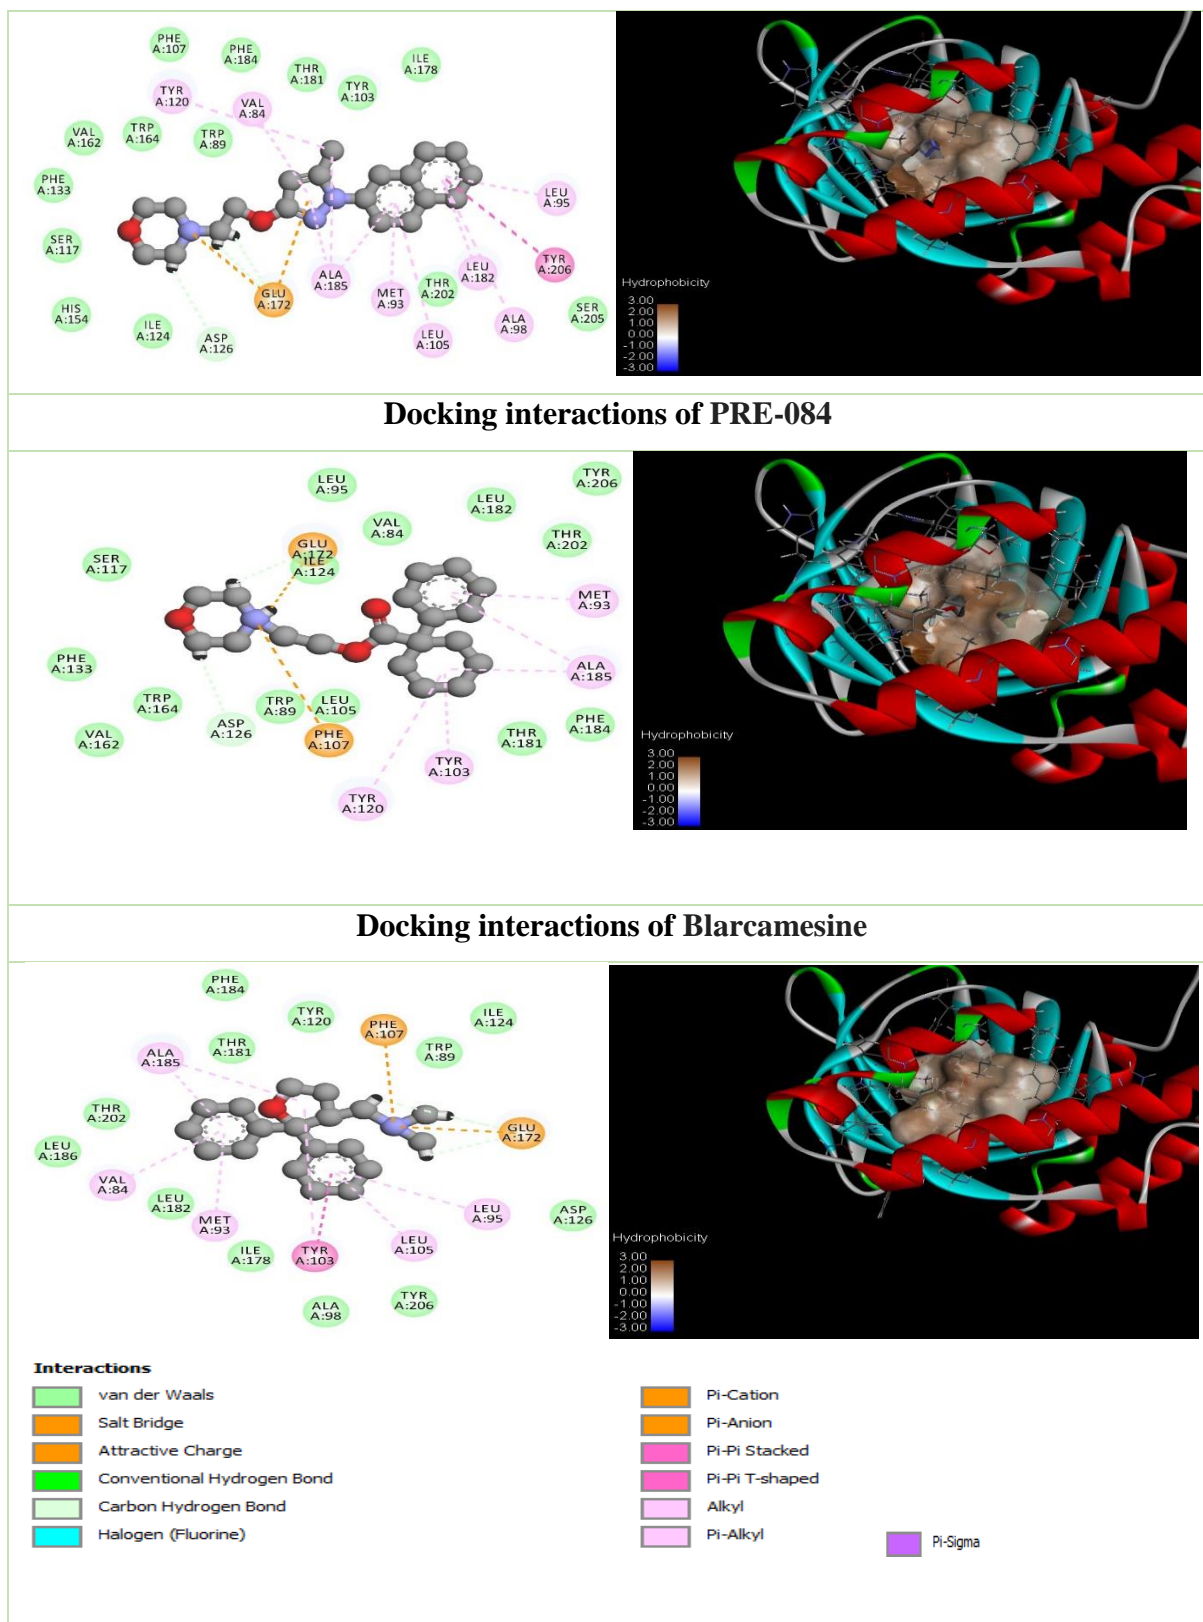 PHE
A:107
PHE
A:184
THR
A:181
TYR
A:103
ILE
A:178
TYR
A:120
VAL
A:84
VAL
A:162
TRP
A:164
TRP
A:89
PHE
A:133
LEU
A:95
SER
A:117
TYR
A:206
GLU
A:172
ALA
A:185
MET
A:93
THR
A:202
LEU
A:182
HIS
A:154
ILE
A:124
ASP
A:126
LEU
A:105
ALA
A:98
SER
A:205
Hydrophobicity
3.00
2.00
1.00
0.00
-1.00
-2.00
-3.00
Docking interactions of PRE-084
LEU
A:95
TYR
A:206
LEU
A:182
VAL
A:84
THR
A:202
GLU
A:172
ILE
A:124
SER
A:117
MET
A:93
PHE
A:133
ALA
A:185
TRP
A:164
TRP
A:89
LEU
A:105
VAL
A:162
ASP
A:126
PHE
A:107
THR
A:181
PHE
A:184
TYR
A:103
TYR
A:120
Hydrophobicity
3.00
2.00
1.00
0.00
-1.00
-2.00
-3.00
Docking interactions of Blarcamesine
PHE
A:184
TYR
A:120
PHE
A:107
ILE
A:124
ALA
A:185
THR
A:181
TRP
A:89
THR
A:202
GLU
A:172
LEU
A:186
VAL
A:84
LEU
A:182
MET
A:93
LEU
A:95
ASP
A:126
ILE
A:178
TYR
A:103
LEU
A:105
ALA
A:98
TYR
A:206
Hydrophobicity
3.00
2.00
1.00
0.00
-1.00
-2.00
-3.00
Interactions
van der Waals
Salt Bridge
Attractive Charge
Conventional Hydrogen Bond
Carbon Hydrogen Bond
Halogen (Fluorine)
Pi-Cation
Pi-Anion
Pi-Pi Stacked
Pi-Pi T-shaped
Alkyl
Pi-Alkyl
Pi-Sigma